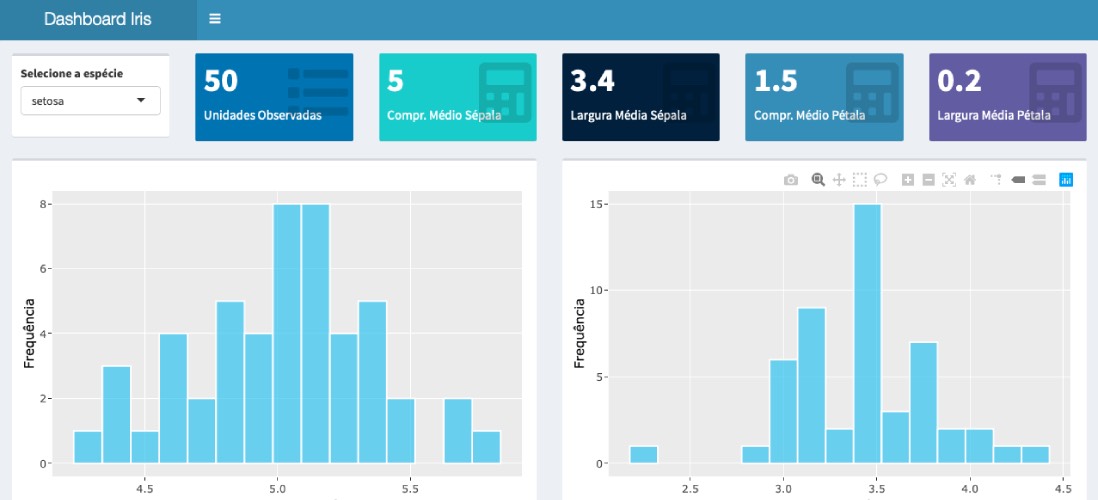 Dashboard Iris
Selecione a espécie
setosa
50
Unidades Observadas
5
Compr. Médio Sépala
3.4
Largura Média Sépala
1.5
Compr. Médio Pétala
0.2
Largura Média Pétala
Frequência
8
6
4
2
0
4.5 5.0 5.5
Frequência
15
10
5
0
2.5 3.0 3.5 4.0 4.5